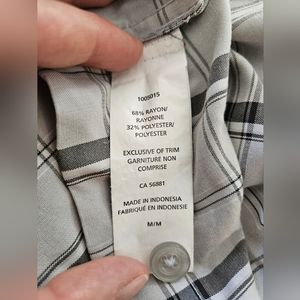 1005015
68% RAYON/
RAYONNE
32% POLYESTER/
POLYESTER
EXCLUSIVE OF TRIM
GARNITURE NON
COMPRISE
CA 56881
MADE IN INDONESIA
FABRIQUÉ EN INDONESIE
M/M